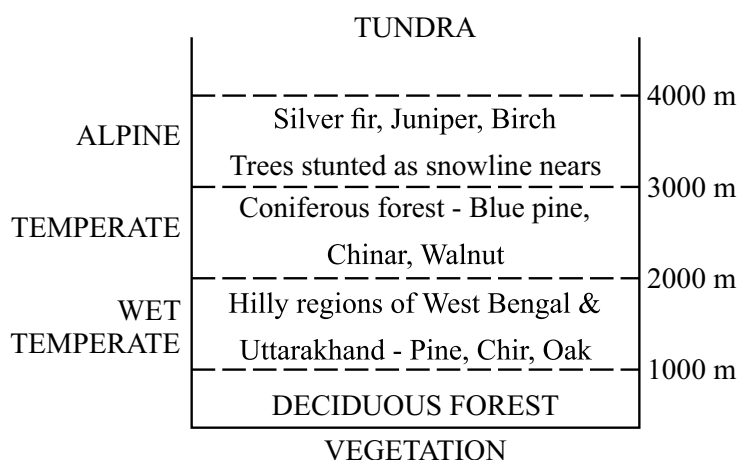 TUNDRA
4000 m
ALPINE
Silver fir, Juniper, Birch
Trees stunted as snowline nears
3000 m
TEMPERATE
Coniferous forest - Blue pine,
Chinar, Walnut
2000 m
WET
TEMPERATE
Hilly regions of West Bengal &
Uttarakhand - Pine, Chir, Oak
1000 m
DECIDUOUS FOREST
VEGETATION